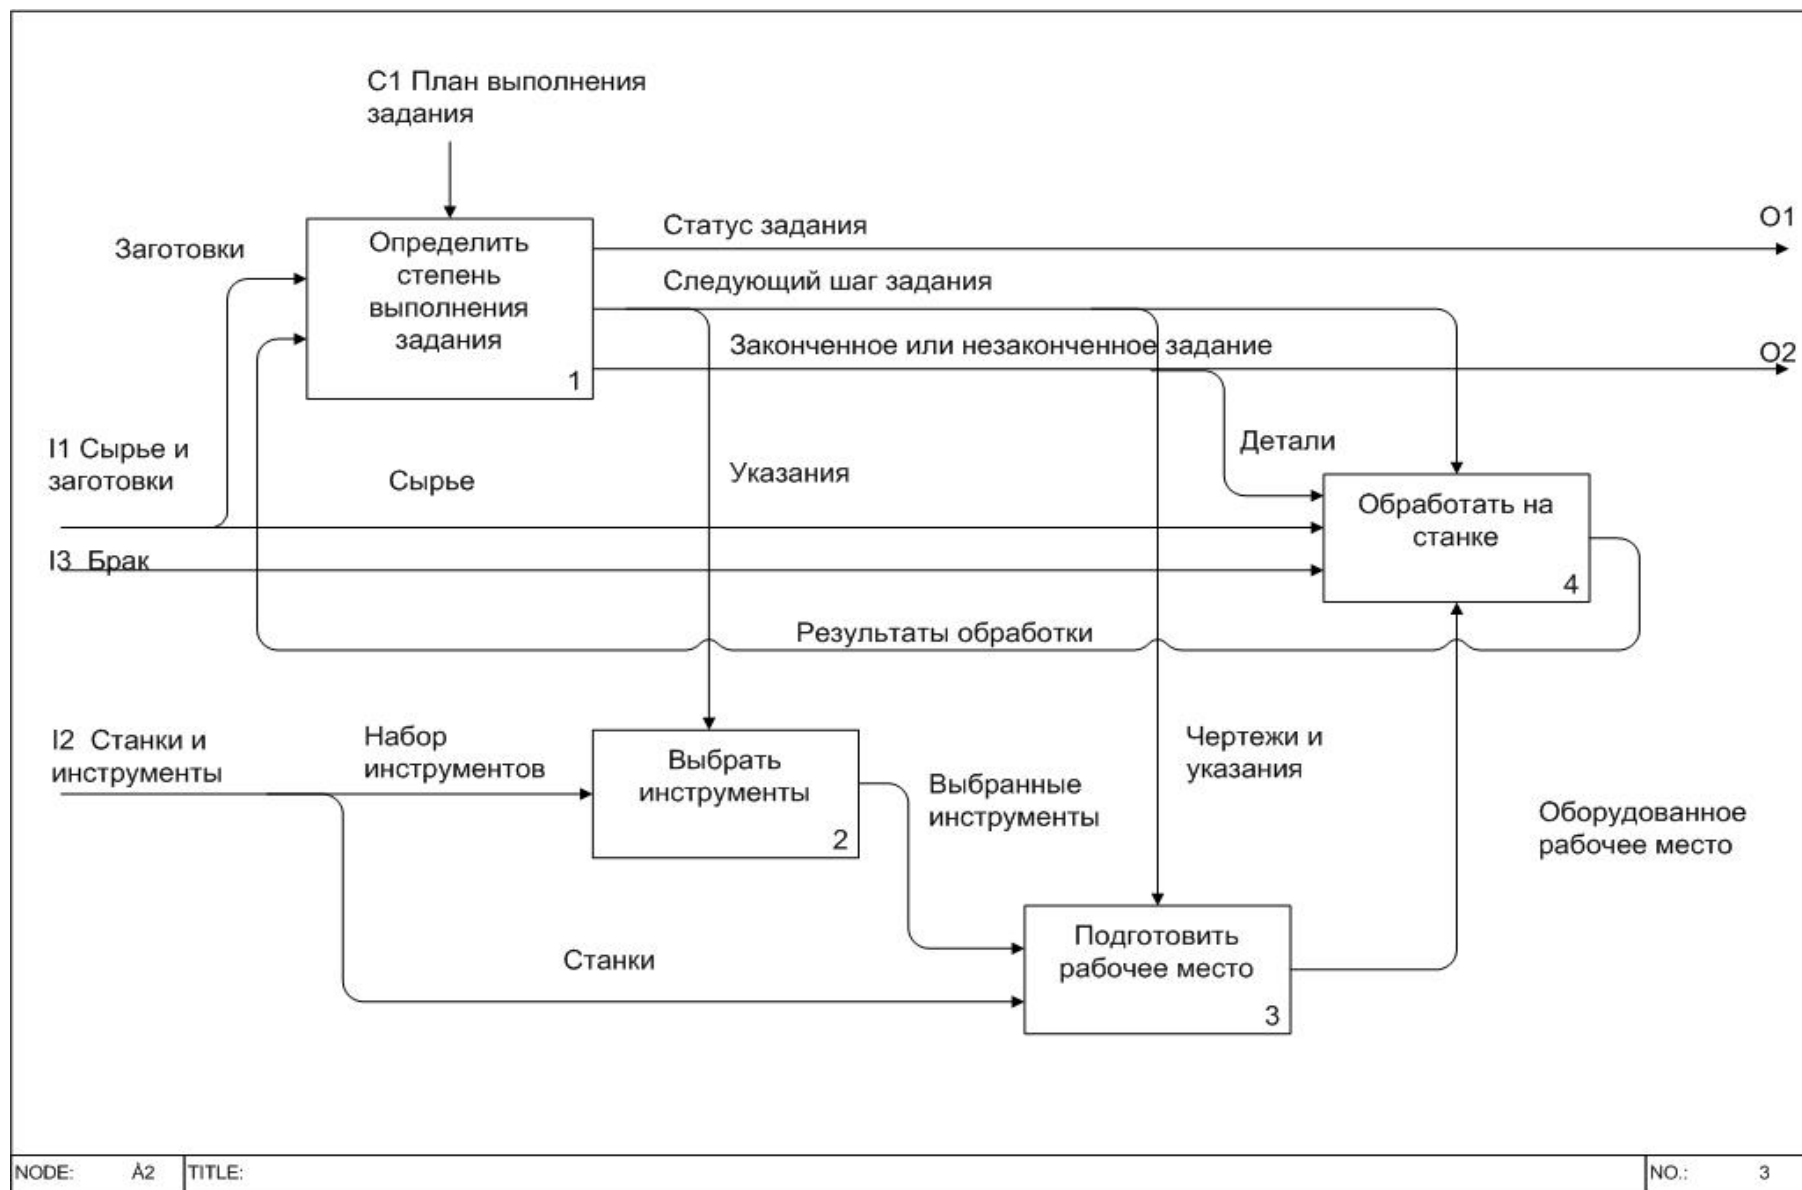 С1 План выполнения
задания
Заготовки
Определить
степень
выполнения
задания
1
Статус задания
О1
Следующий шаг задания
Законченное или незаконченное задание
О2
I1 Сырье и
заготовки
Сырье
Указания
Детали
Обработать на
станке
4
I3 Брак
Результаты обработки
I2 Станки и
инструменты
Набор
инструментов
Выбрать
инструменты
2
Выбранные
инструменты
Чертежи и
указания
Оборудованное
рабочее место
Станки
Подготовить
рабочее место
3
NODE: Å2 TITLE: NO.: 3